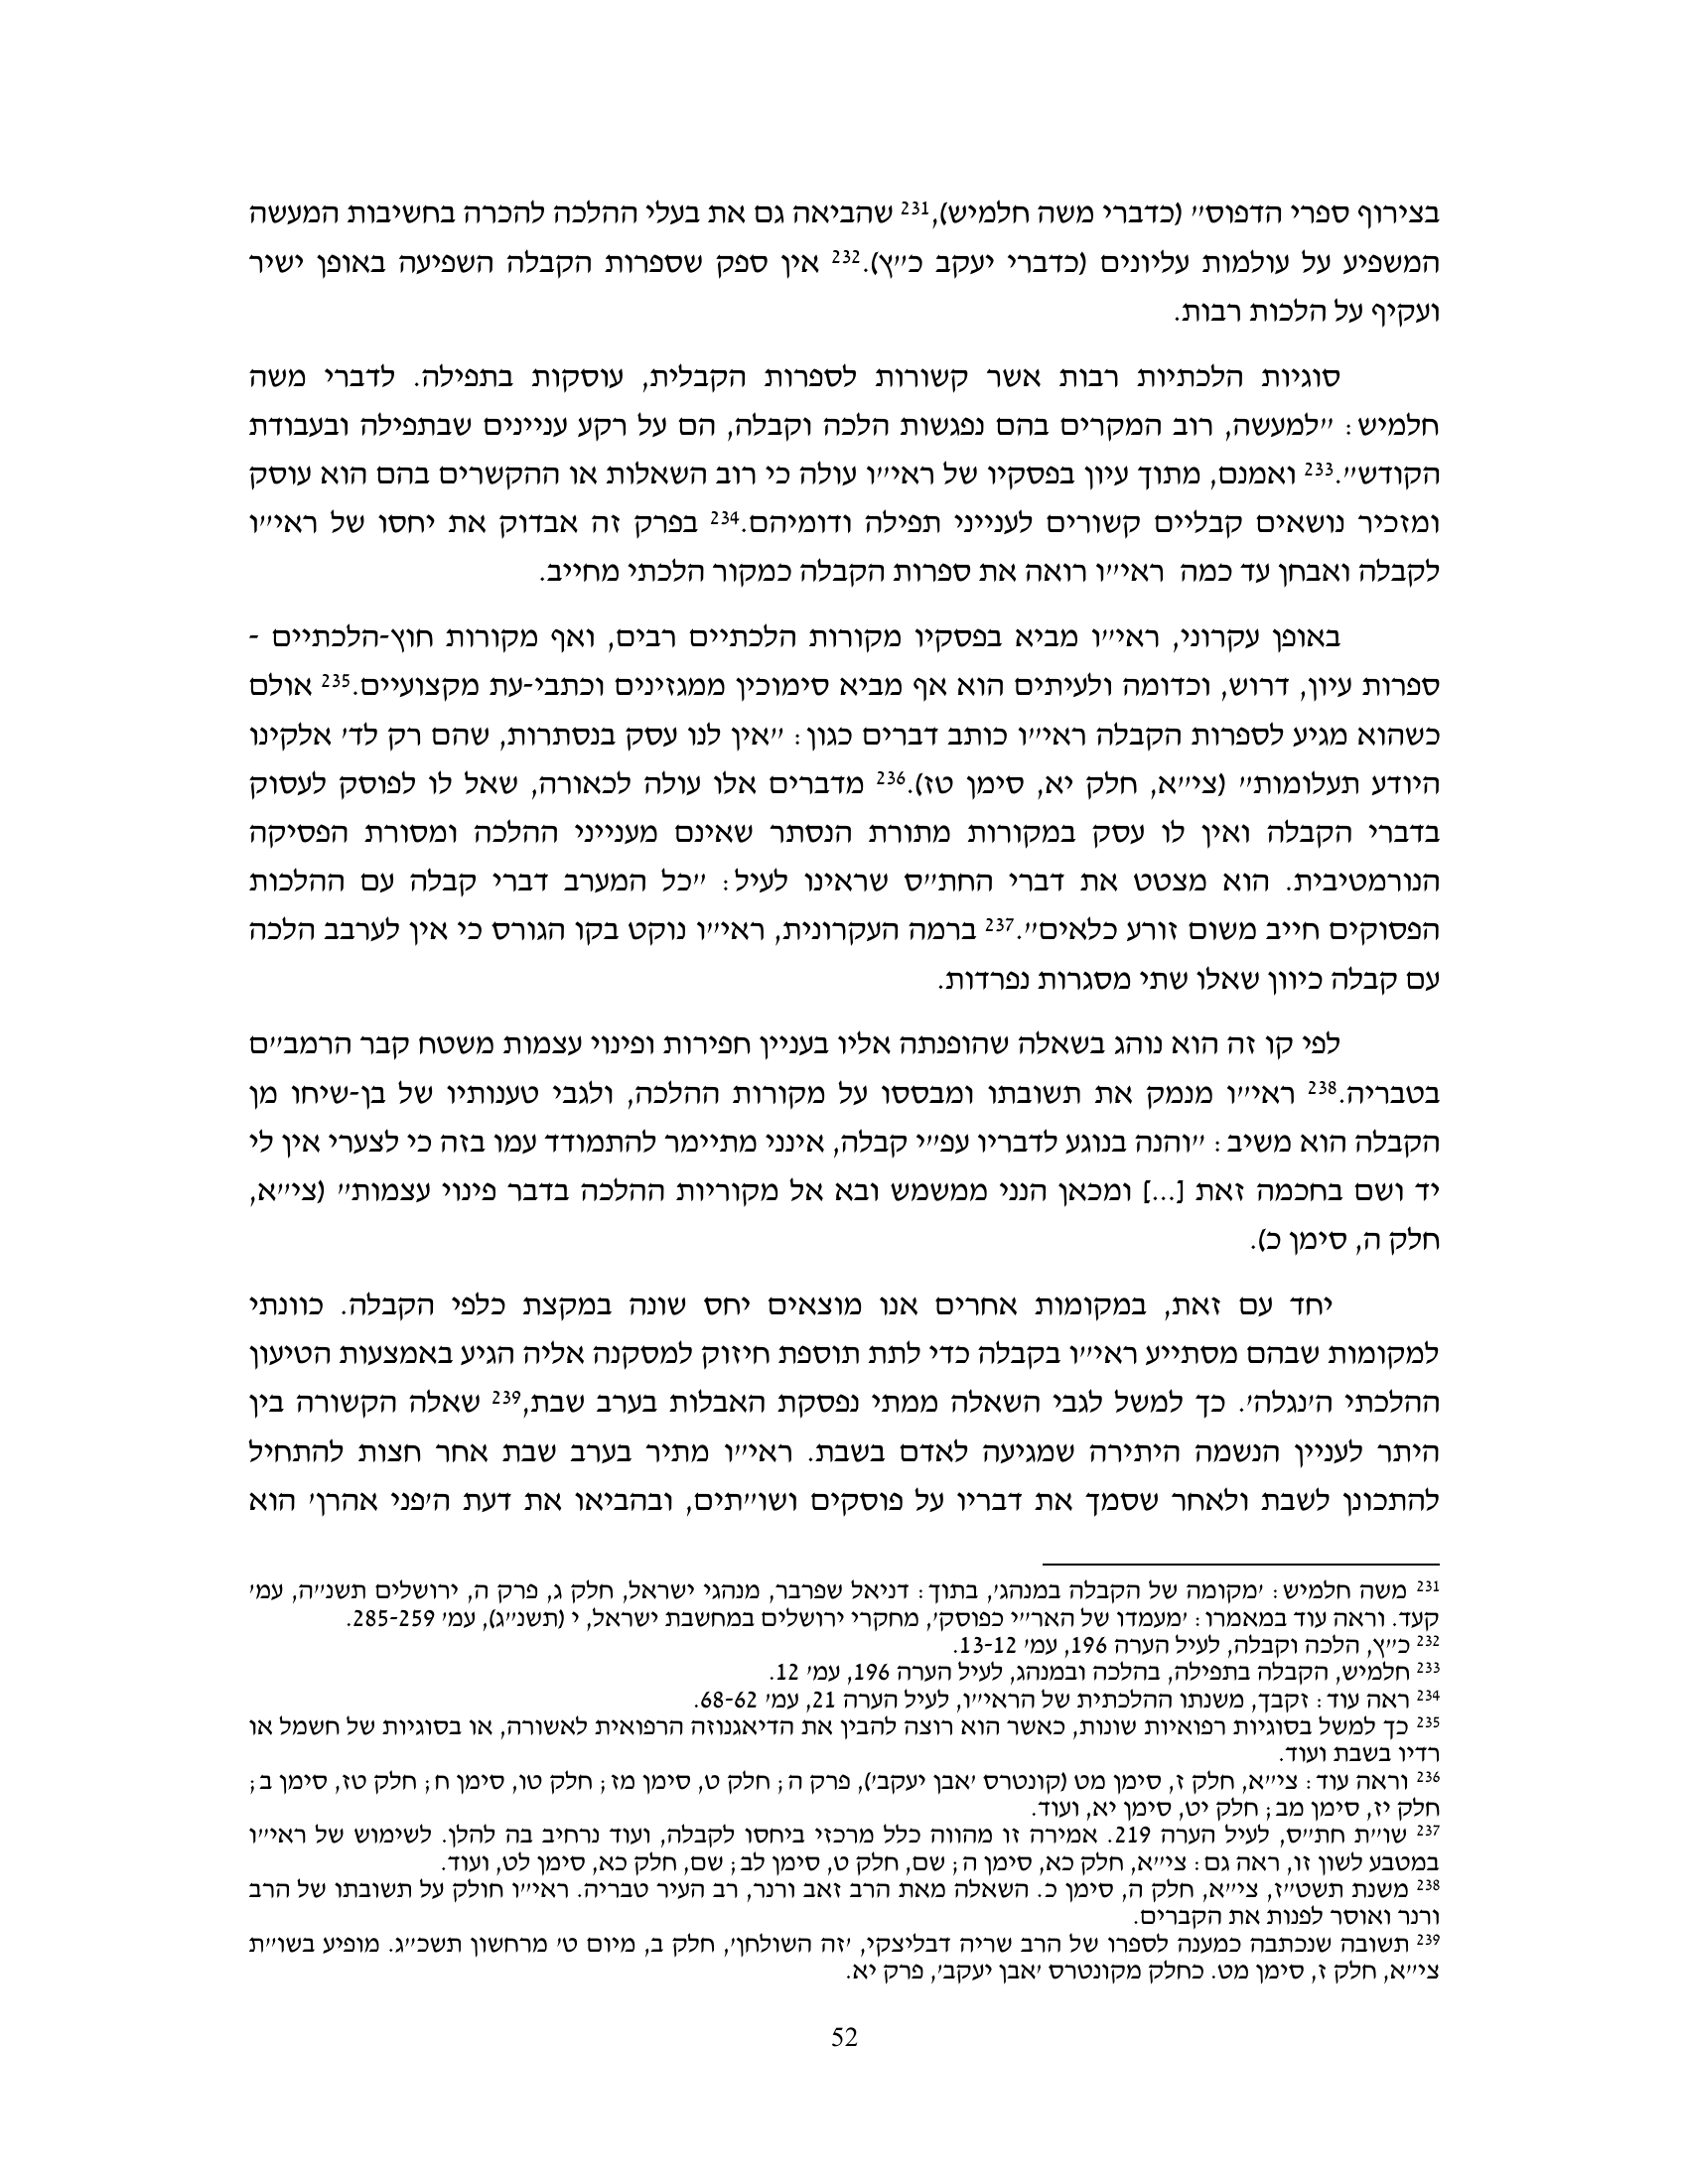 בצירוף ספרי הדפוס״ (כדברי משה חלמיש),231 שהביאה גם את בעלי ההלכה להכרה בחשיבות המעשה
המשפיע על עולמות עליונים (כדברי יעקב כ״ץ).232 אין ספק שספרות הקבלה השפיעה באופן ישיר
ועקיף על הלכות רבות.
סוגיות הלכתיות רבות אשר קשורות לספרות הקבלית, עוסקות בתפילה. לדברי משה
חלמיש: ״למעשה, רוב המקרים בהם נפגשות הלכה וקבלה, הם על רקע עניינים שבתפילה ובעבודת
הקודש״.233 ואמנם, מתוך עיון בפסקיו של ראי״ו עולה כי רוב השאלות או ההקשרים בהם הוא עוסק
ומזכיר נושאים קבליים קשורים לענייני תפילה ודומיהם.234 בפרק זה אבדוק את יחסו של ראי״ו
לקבלה ואבחן עד כמה ראי״ו רואה את ספרות הקבלה כמקור הלכתי מחייב.
באופן עקרוני, ראי״ו מביא בפסקיו מקורות הלכתיים רבים, ואף מקורות חוץ-הלכתיים -
ספרות עיון, דרוש, וכדומה ולעיתים הוא אף מביא סימוכין ממגזינים וכתבי-עת מקצועיים.235 אולם
כשהוא מגיע לספרות הקבלה ראי״ו כותב דברים כגון: ״אין לנו עסק בנסתרות, שהם רק לד׳ אלקינו
היודע תעלומות״ (צי״א, חלק יא, סימן טז).236 מדברים אלו עולה לכאורה, שאל לו לפוסק לעסוק
בדברי הקבלה ואין לו עסק במקורות מתורת הנסתר שאינם מענייני ההלכה ומסורת הפסיקה
הנורמטיבית. הוא מצטט את דברי החת״ס שראינו לעיל: ״כל המערב דברי קבלה עם ההלכות
הפסוקים חייב משום זורע כלאים״.237 ברמה העקרונית, ראי״ו נוקט בקו הגורס כי אין לערבב הלכה
עם קבלה כיוון שאלו שתי מסגרות נפרדות.
לפי קו זה הוא נוהג בשאלה שהופנתה אליו בעניין חפירות ופינוי עצמות משטח קבר הרמב״ם
בטבריה.238 ראי״ו מנמק את תשובתו ומבססו על מקורות ההלכה, ולגבי טענותיו של בן-שיחו מן
הקבלה הוא משיב: ״והנה בנוגע לדבריו עפ״י קבלה, אינני מתיימר להתמודד עמו בזה כי לצערי אין לי
יד ושם בחכמה זאת [...] ומכאן הנני ממשמש ובא אל מקוריות ההלכה בדבר פינוי עצמות״ (צי״א,
חלק ה, סימן כ).
יחד עם זאת, במקומות אחרים אנו מוצאים יחס שונה במקצת כלפי הקבלה. כוונתי
למקומות שבהם מסתייע ראי״ו בקבלה כדי לתת תוספת חיזוק למסקנה אליה הגיע באמצעות הטיעון
ההלכתי ה׳נגלה׳. כך למשל לגבי השאלה ממתי נפסקת האבלות בערב שבת,239 שאלה הקשורה בין
היתר לעניין הנשמה היתירה שמגיעה לאדם בשבת. ראי״ו מתיר בערב שבת אחר חצות להתחיל
להתכונן לשבת ולאחר שסמך את דבריו על פוסקים ושו״תים, ובהביאו את דעת ה׳פני אהרן׳ הוא
231 משה חלמיש: ׳מקומה של הקבלה במנהג׳, בתוך: דניאל שפרבר, מנהגי ישראל, חלק ג, פרק ה, ירושלים תשנ״ה, עמ׳
קעד. וראה עוד במאמרו: ׳מעמדו של האר״י כפוסק׳, מחקרי ירושלים במחשבת ישראל, י (תשנ״ג), עמ׳ 285-259.
232 כ״ץ, הלכה וקבלה, לעיל הערה 196, עמ׳ 13-12.
233 חלמיש, הקבלה בתפילה, בהלכה ובמנהג, לעיל הערה 196, עמ׳ 12.
234 ראה עוד: זקבך, משנתו ההלכתית של הראי״ו, לעיל הערה 21, עמ׳ 68-62.
235 כך למשל בסוגיות רפואיות שונות, כאשר הוא רוצה להבין את הדיאגנוזה הרפואית לאשורה, או בסוגיות של חשמל או
רדיו בשבת ועוד.
236 וראה עוד: צי״א, חלק ז, סימן מט (קונטרס ׳אבן יעקב׳), פרק ה; חלק ט, סימן מז; חלק טו, סימן ח; חלק טז, סימן ב;
חלק יז, סימן מב; חלק יט, סימן יא, ועוד.
237 שו״ת חת״ס, לעיל הערה 219. אמירה זו מהווה כלל מרכזי ביחסו לקבלה, ועוד נרחיב בה להלן. לשימוש של ראי״ו
במטבע לשון זו, ראה גם: צי״א, חלק כא, סימן ה; שם, חלק ט, סימן לב; שם, חלק כא, סימן לט, ועוד.
238 משנת תשט״ז, צי״א, חלק ה, סימן כ. השאלה מאת הרב זאב ורנר, רב העיר טבריה. ראי״ו חולק על תשובתו של הרב
ורנר ואוסר לפנות את הקברים.
239 תשובה שנכתבה כמענה לספרו של הרב שריה דבליצקי, ׳זה השולחן׳, חלק ב, מיום ט׳ מרחשון תשכ״ג. מופיע בשו״ת
צי״א, חלק ז, סימן מט. כחלק מקונטרס ׳אבן יעקב׳, פרק יא.
52